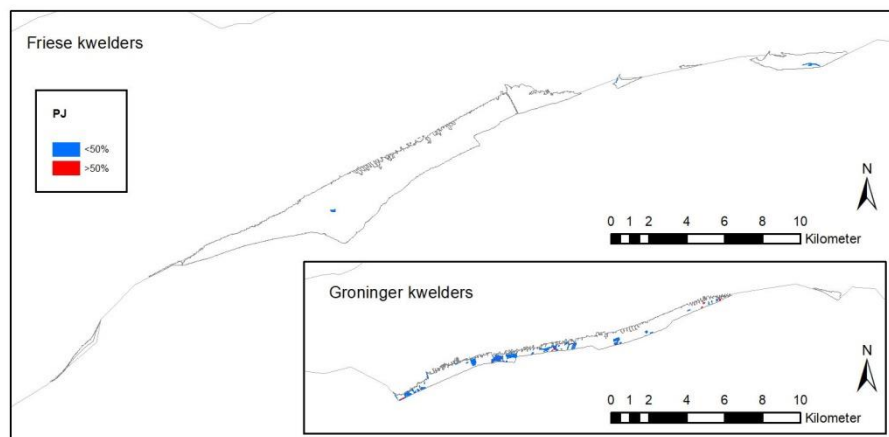 Friese kwelders
PJ
<50%
>50%
N
0 1 2 4 6 8 10
Kilometer
Groninger kwelders
N
0 1 2 4 6 8 10
Kilometer